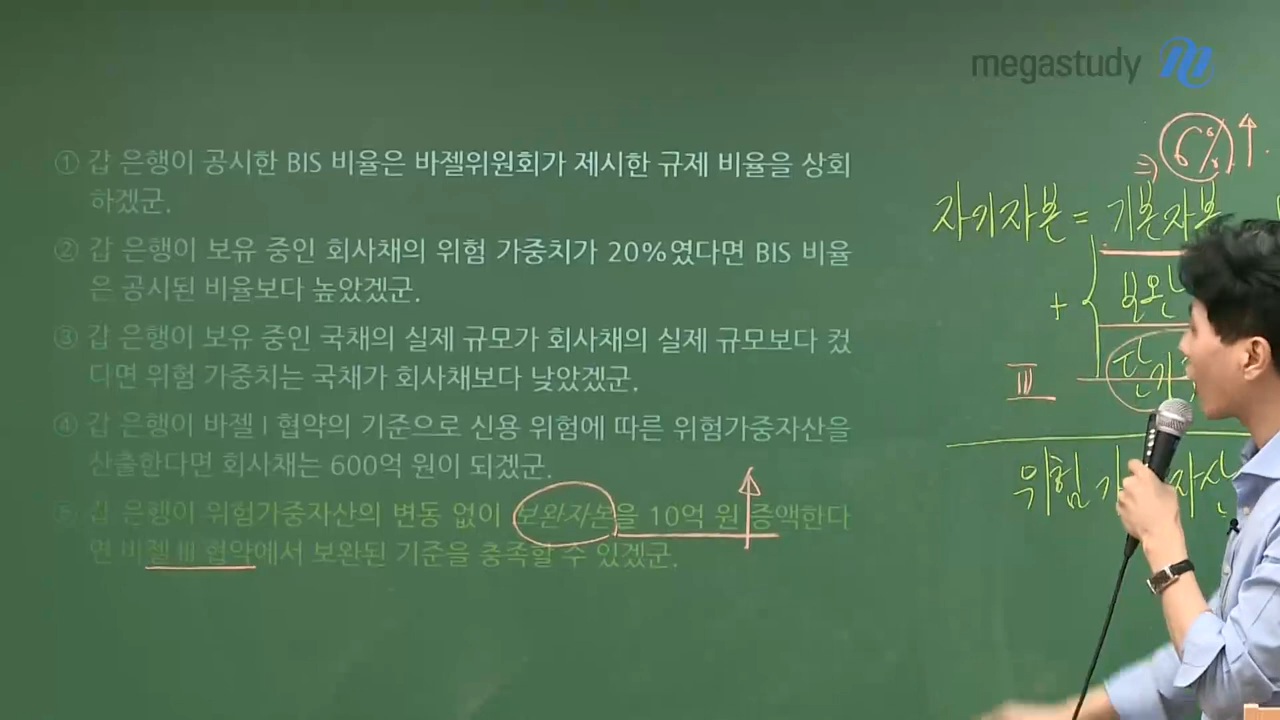 megastudy
① 갑 은행이 공시한 BIS 비율은 바젤위원회가 제시한 규제 비율을 상회
하겠군.
② 갑 은행이 보유 중인 회사채의 위험 가중치가 20%였다면 BIS 비율
은 공시된 비율보다 높았겠군.
③ 갑 은행이 보유 중인 국채의 실제 규모가 회사채의 실제 규모보다 컸
다면 위험 가중치는 국채가 회사채보다 낮았겠군.
④ 갑 은행이 바젤 Ⅰ 협약의 기준으로 신용 위험에 따른 위험가중자산을
산출한다면 회사채는 600억 원이 되겠군.
⑤ 갑 은행이 위험가중자산의 변동 없이 보완자본을 10억 원 증액한다
면 바젤 Ⅲ 협약에서 보완된 기준을 충족할 수 있겠군.
6%
자기자본 = 기본자본
+ 보완
Ⅲ 단기
위험가 자산